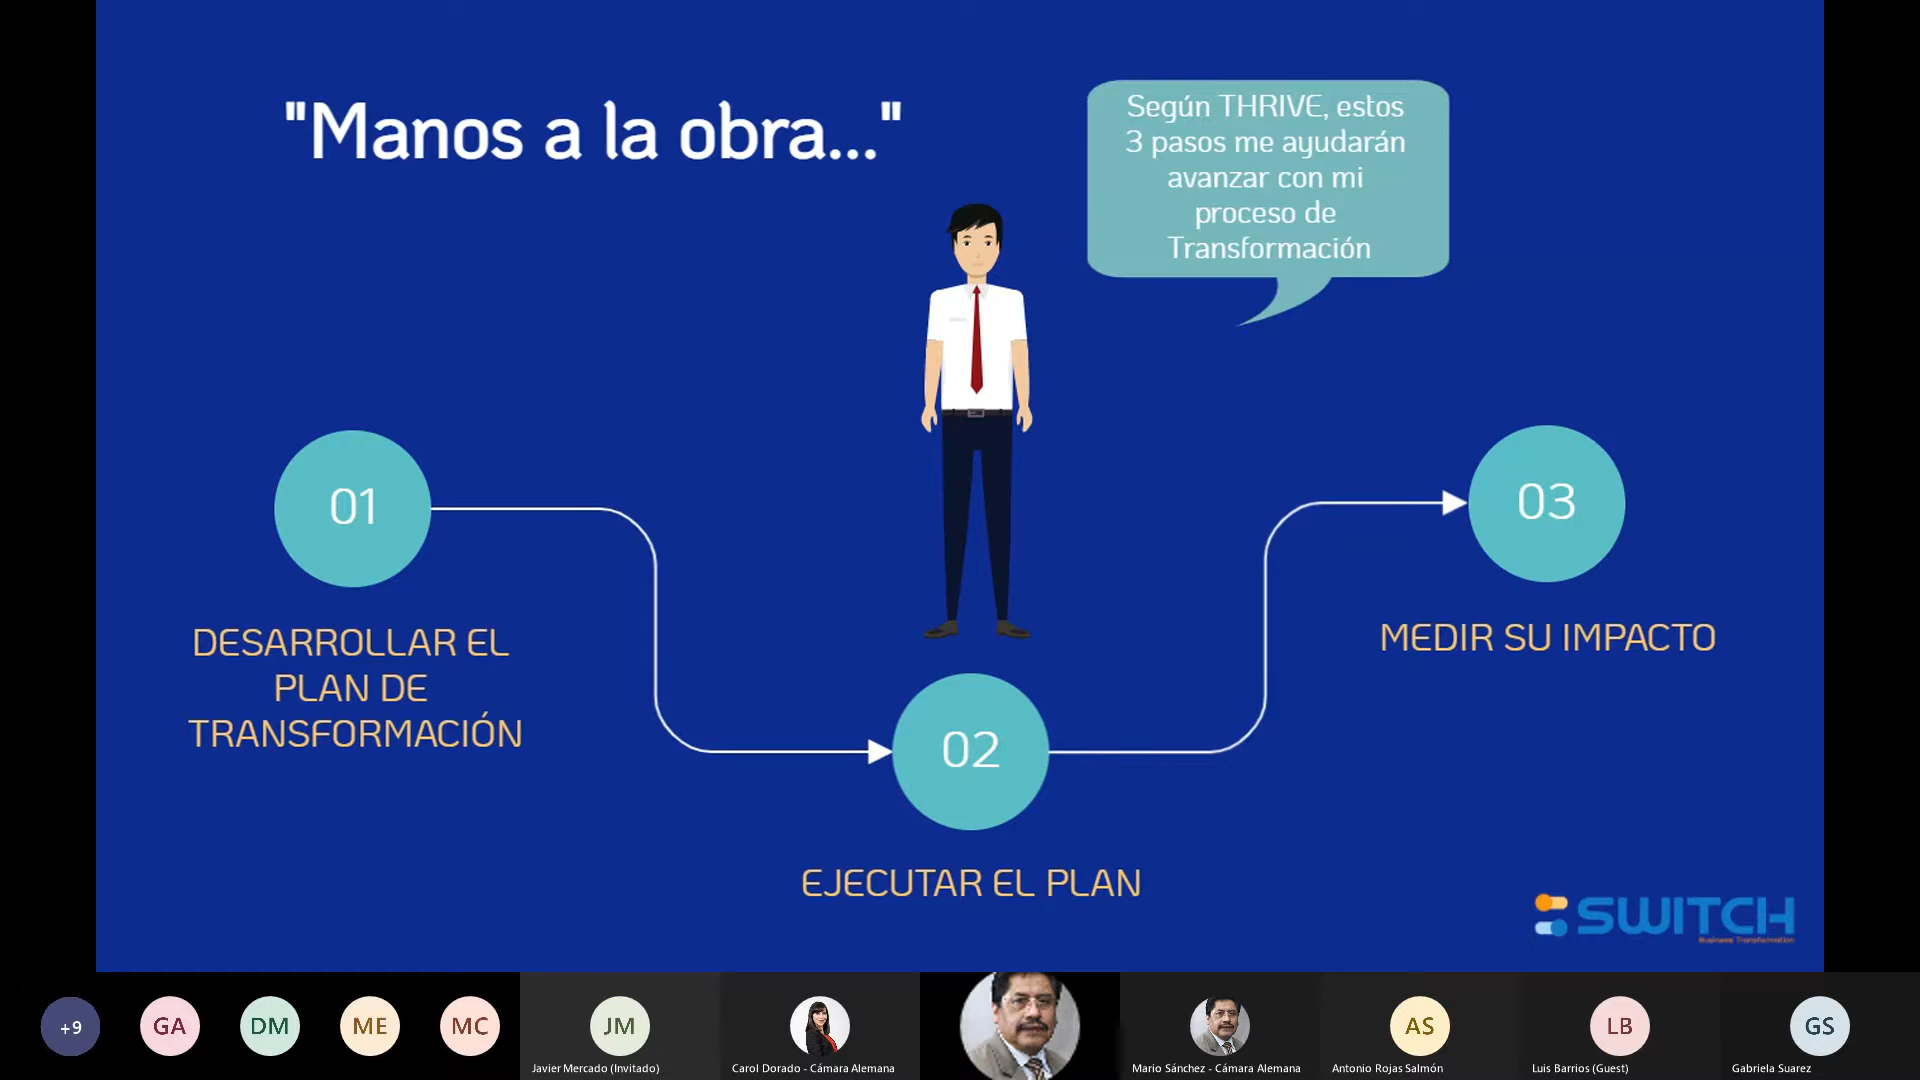 "Manos a la obra..."
Según THRIVE, estos
3 pasos me ayudarán
avanzar con mi
proceso de
Transformación
01
02
03
DESARROLLAR EL
PLAN DE
TRANSFORMACIÓN
EJECUTAR EL PLAN
MEDIR SU IMPACTO
SWITCH
Business Transformation
+9
GA
DM
ME
MC
JM
Javier Mercado (Invitado)
Carol Dorado - Cámara Alemana
Mario Sánchez - Cámara Alemana
AS
Antonio Rojas Salmón
LB
Luis Barrios (Guest)
GS
Gabriela Suarez